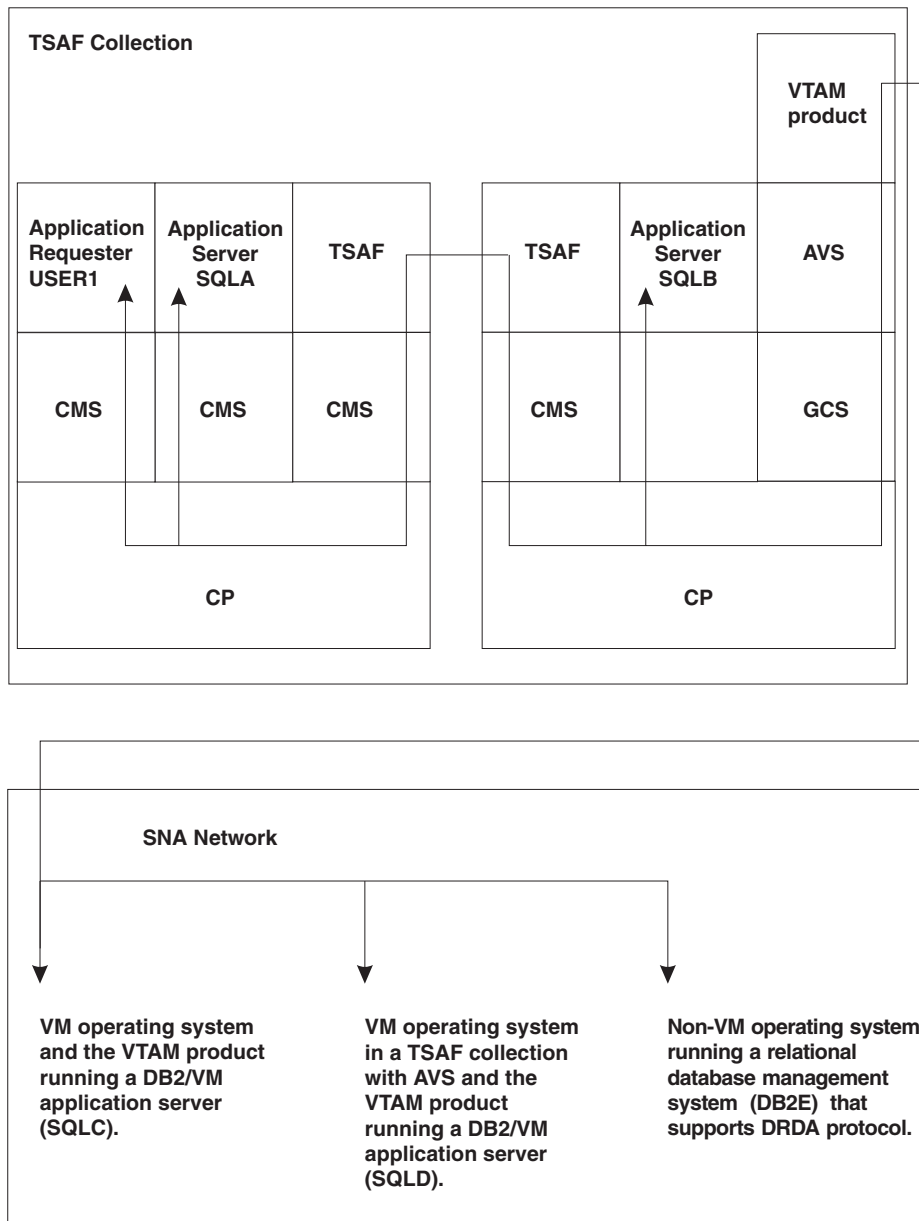 TSAF Collection
VTAM
product
Application
Requester
USER1
Application
Server
SQLA
TSAF
TSAF
Application
Server
SQLB
AVS
CMS
CMS
CMS
CMS
GCS
CP
CP
SNA Network
VM operating system
and the VTAM product
running a DB2/VM
application server
(SQLC).
VM operating system
in a TSAF collection
with AVS and the
VTAM product
running a DB2/VM
application server
(SQLD).
Non-VM operating system
running a relational
database management
system (DB2E) that
supports DRDA protocol.